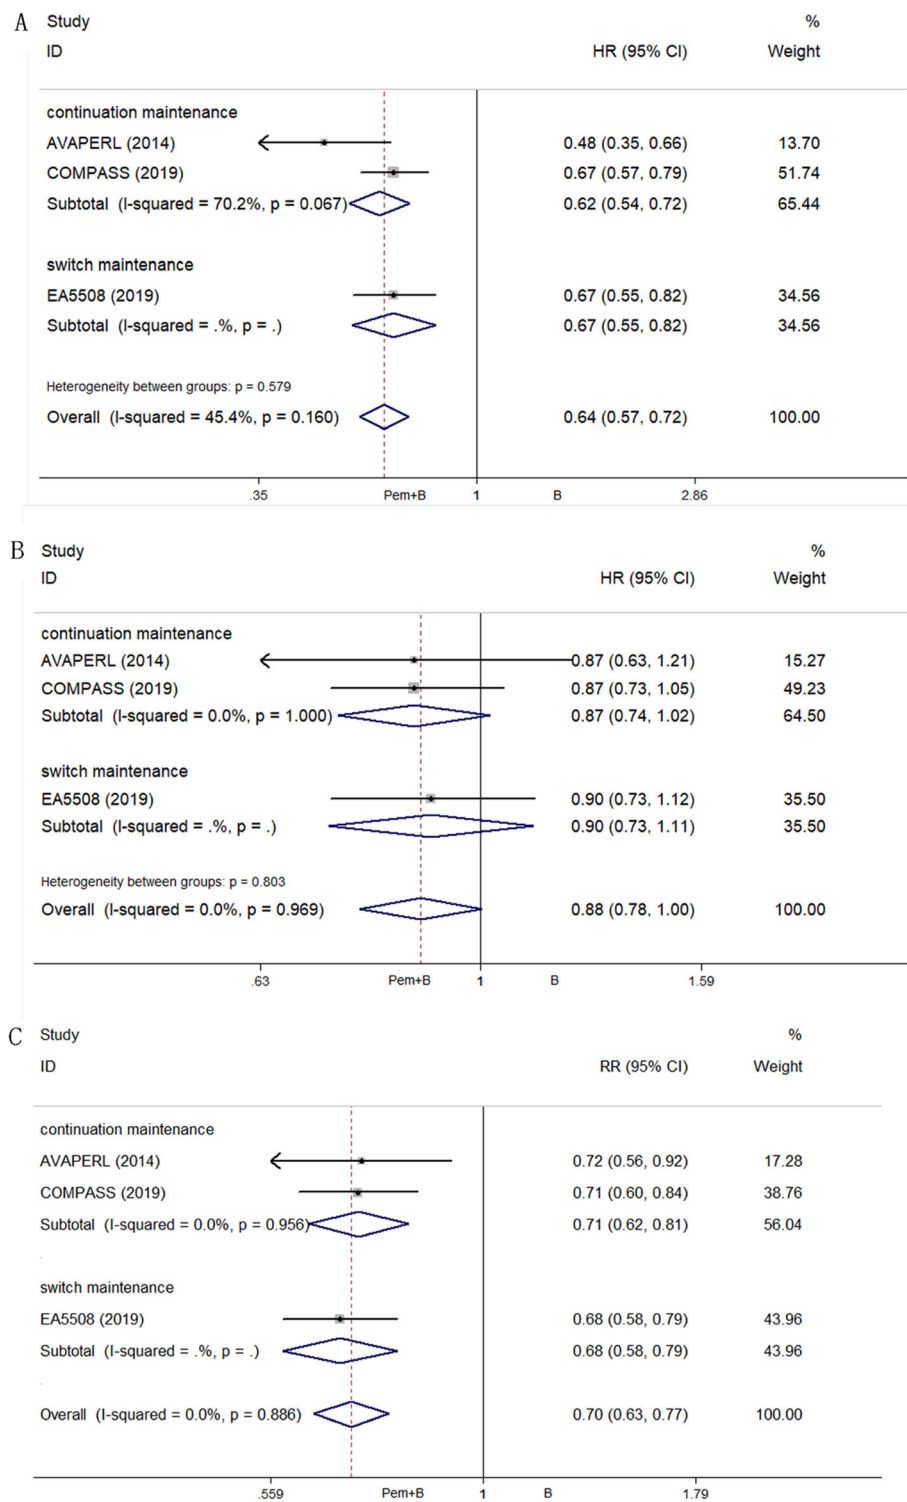 A Study %
ID HR (95% CI) Weight
continuation maintenance
AVAPERL (2014) 0.48 (0.35, 0.66) 13.70
COMPASS (2019) 0.67 (0.57, 0.79) 51.74
Subtotal (I-squared = 70.2%, p = 0.067) 0.62 (0.54, 0.72) 65.44
switch maintenance
EA5508 (2019) 0.67 (0.55, 0.82) 34.56
Subtotal (I-squared = .%, p = .) 0.67 (0.55, 0.82) 34.56
Heterogeneity between groups: p = 0.579
Overall (I-squared = 45.4%, p = 0.160) 0.64 (0.57, 0.72) 100.00
.35 Pem+B 1 B 2.86
B Study %
ID HR (95% CI) Weight
continuation maintenance
AVAPERL (2014) 0.87 (0.63, 1.21) 15.27
COMPASS (2019) 0.87 (0.73, 1.05) 49.23
Subtotal (I-squared = 0.0%, p = 1.000) 0.87 (0.74, 1.02) 64.50
switch maintenance
EA5508 (2019) 0.90 (0.73, 1.12) 35.50
Subtotal (I-squared = .%, p = .) 0.90 (0.73, 1.11) 35.50
Heterogeneity between groups: p = 0.803
Overall (I-squared = 0.0%, p = 0.969) 0.88 (0.78, 1.00) 100.00
.63 Pem+B 1 B 1.59
C Study %
ID RR (95% CI) Weight
continuation maintenance
AVAPERL (2014) 0.72 (0.56, 0.92) 17.28
COMPASS (2019) 0.71 (0.60, 0.84) 38.76
Subtotal (I-squared = 0.0%, p = 0.956) 0.71 (0.62, 0.81) 56.04
.
switch maintenance
EA5508 (2019) 0.68 (0.58, 0.79) 43.96
Subtotal (I-squared = .%, p = .) 0.68 (0.58, 0.79) 43.96
.
Overall (I-squared = 0.0%, p = 0.886) 0.70 (0.63, 0.77) 100.00
.559 Pem+B 1 B 1.79